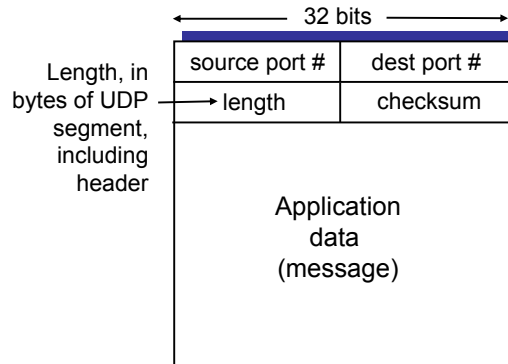 32 bits
source port #
dest port #
Length, in
bytes of UDP
segment,
including
header
length
checksum
Application
data
(message)